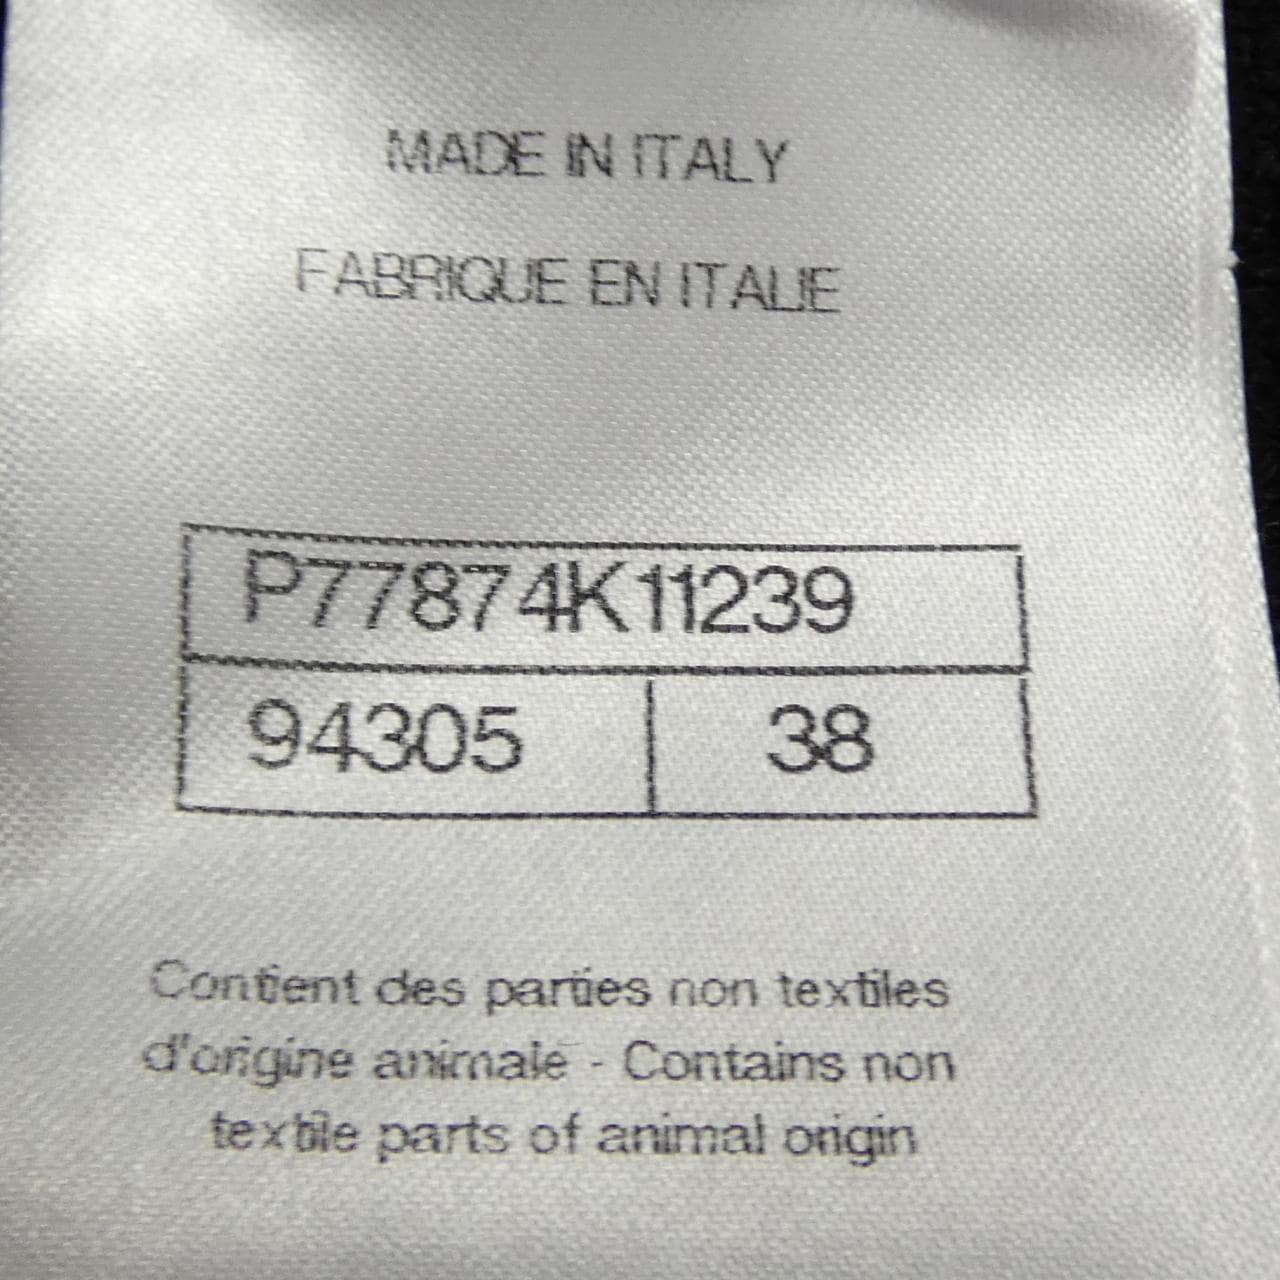 MADE IN ITALY
FABRIQUE EN ITALIE
P77874K11239
94305 38
Contient des parties non textiles
d'origine animale - Contains non
textile parts of animal origin